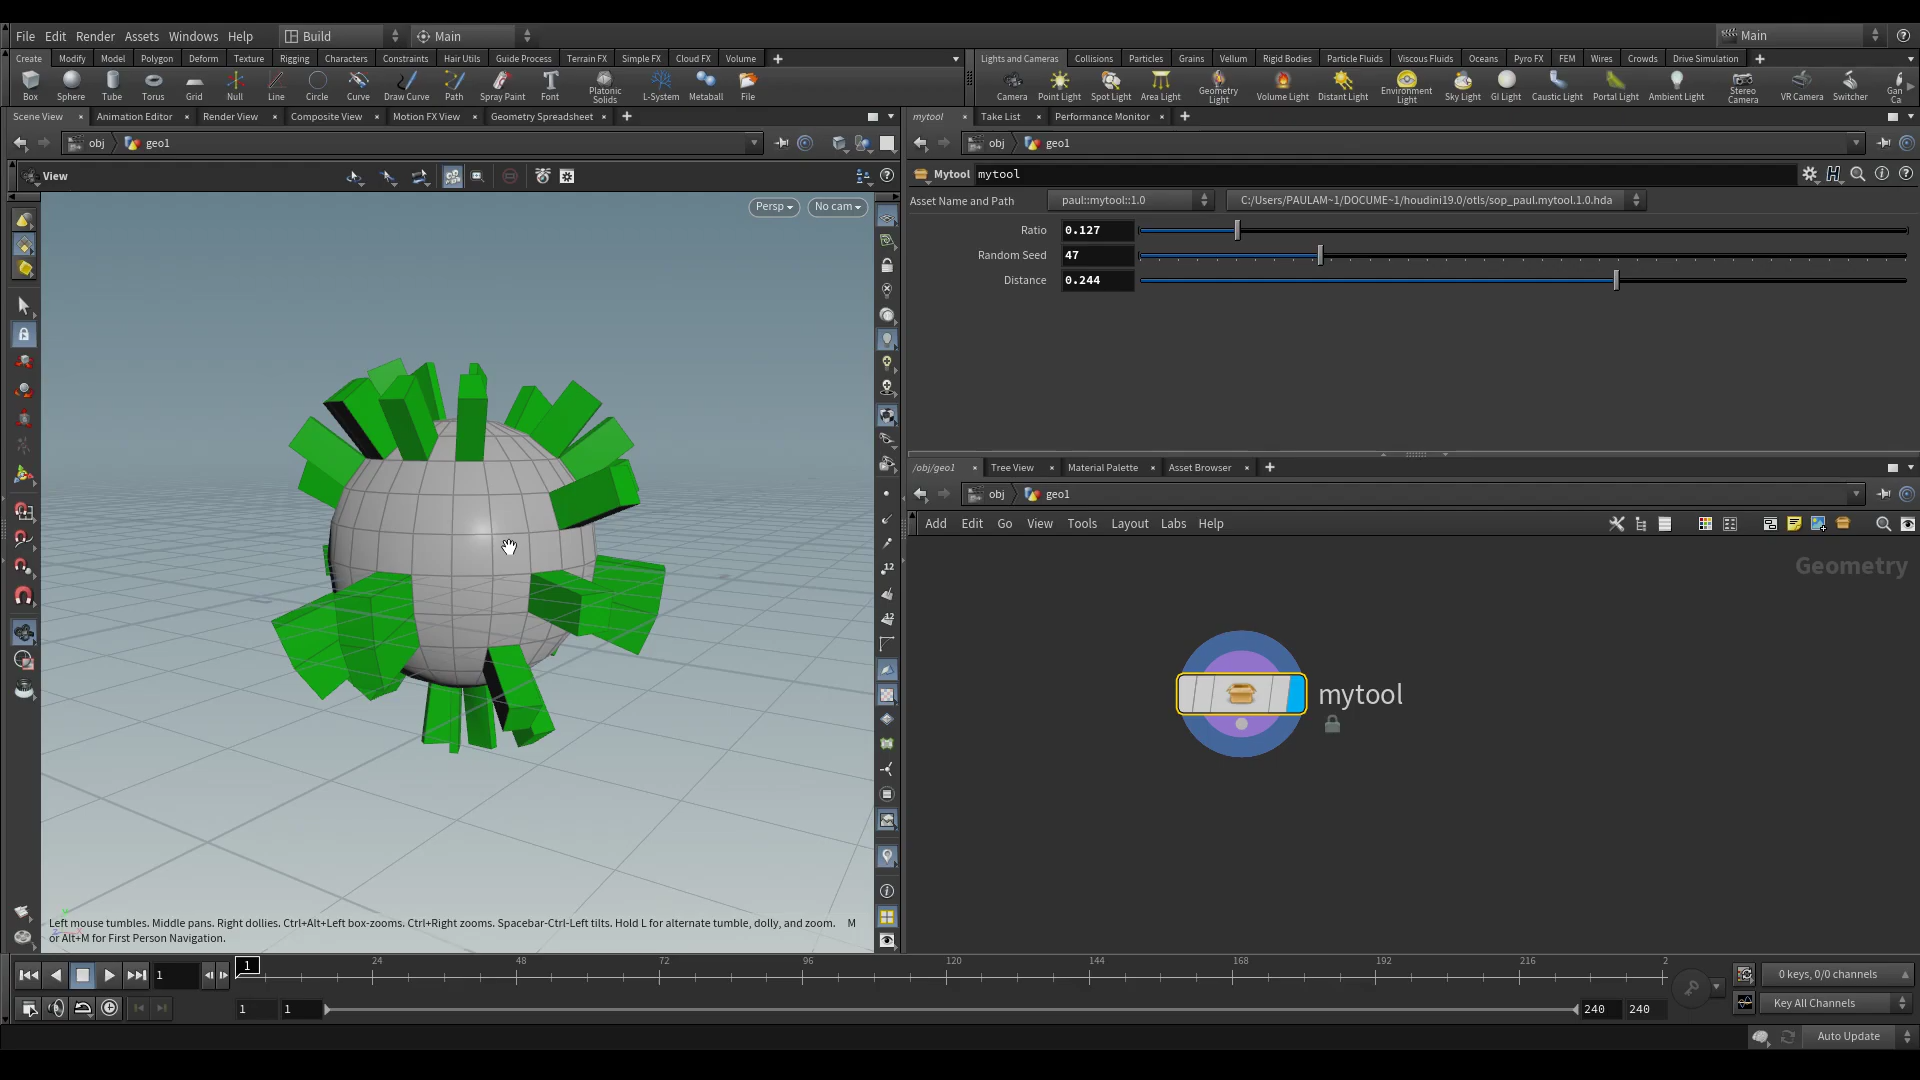 File Edit Render Assets Windows Help Build Main Main
Create Modify Model Polygon Deform Texture Rigging Characters Constraints Hair Utils Guide Process Terrain FX Simple FX Cloud FX Volume
Lights and Cameras Collisions Particles Grains Vellum Rigid Bodies Particle Fluids Viscous Fluids Oceans Pyro FX FEM Wires Crowds Drive Simulation
Box Sphere Tube Torus Grid Null Line Circle Curve Draw Curve Path Spray Paint Font Platonic Solids L-System Metaball File
Camera Point Light Spot Light Area Light Geometry Light Volume Light Distant Light Environment Light Sky Light GI Light Caustic Light Portal Light Ambient Light Stereo Camera VR Camera Switcher Gan Ca
Scene View Animation Editor Render View Composite View Motion FX View Geometry Spreadsheet
mytool Take List Performance Monitor
obj geo1
obj geo1
View
Mytool mytool
Asset Name and Path paul::mytool::1.0 C:/Users/PAULAM~1/DOCUME~1/houdini19.0/otls/sop_paul.mytool.1.0.hda
Persp No cam
Ratio 0.127
Random Seed 47
Distance 0.244
/obj/geo1 Tree View Material Palette Asset Browser
obj geo1
Add Edit Go View Tools Layout Labs Help
Geometry
12
12
mytool
Left mouse tumbles. Middle pans. Right dollies. Ctrl+Alt+Left box-zooms. Ctrl+Right zooms. Spacebar-Ctrl-Left tilts. Hold L for alternate tumble, dolly, and zoom. M
or Alt+M for First Person Navigation.
1 1 24 48 72 96 120 144 168 192 216 2
0 keys, 0/0 channels
1 1 240 240 Key All Channels
Auto Update